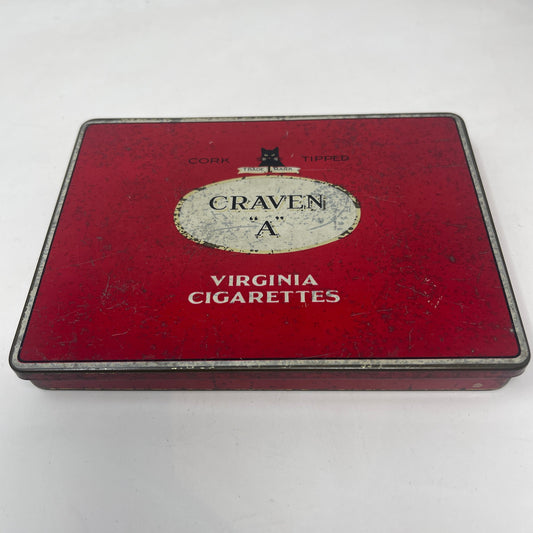 CORK TIPPED
TRADE MARK
CRAVEN
"A"
VIRGINIA
CIGARETTES